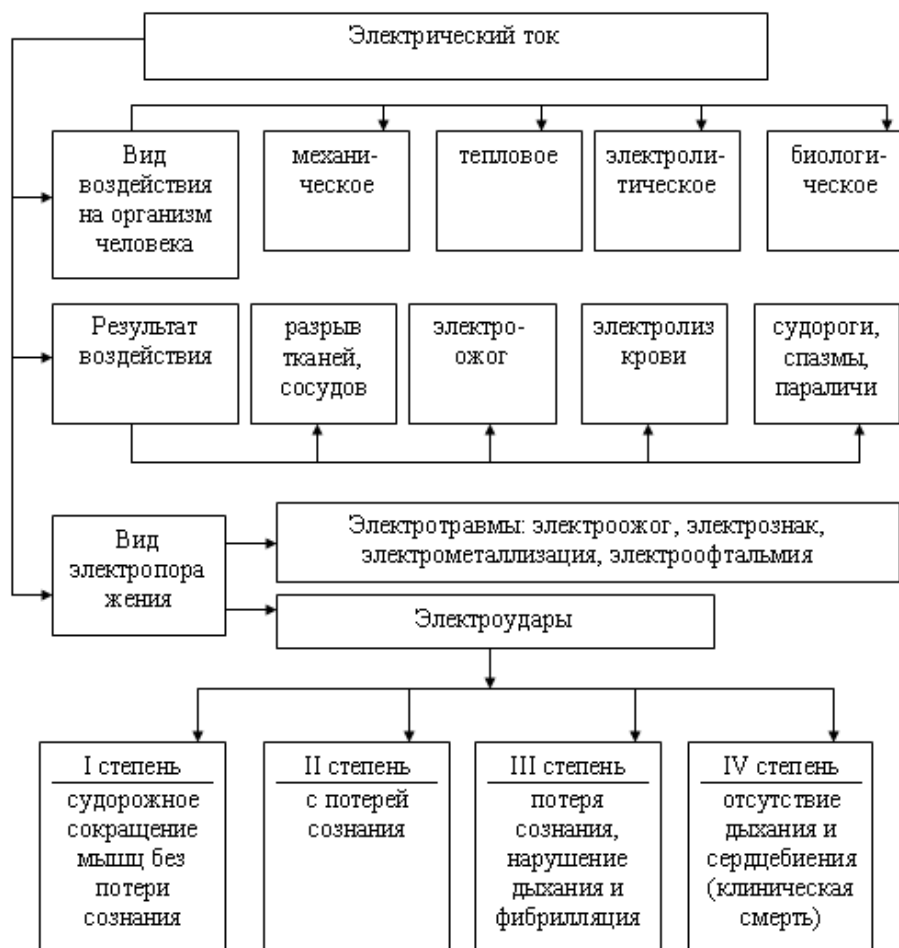 Электрический ток
Вид
воздействия
на организм
человека
механи-
ческое
тепловое
электроли-
тическое
биологи-
ческое
Результат
воздействия
разрыв
тканей,
сосудов
электро-
ожог
электролиз
крови
судороги,
спазмы,
параличи
Вид
электропора
жения
Электротравмы: электроожог, электрознак,
электрометаллизация, электроофтальмия
Электроудары
I степень
судорожное
сокращение
мышц без
потери
сознания
II степень
с потерей
сознания
III степень
потеря
сознания,
нарушение
дыхания и
фибрилляция
IV степень
отсутствие
дыхания и
сердцебиения
(клиническая
смерть)